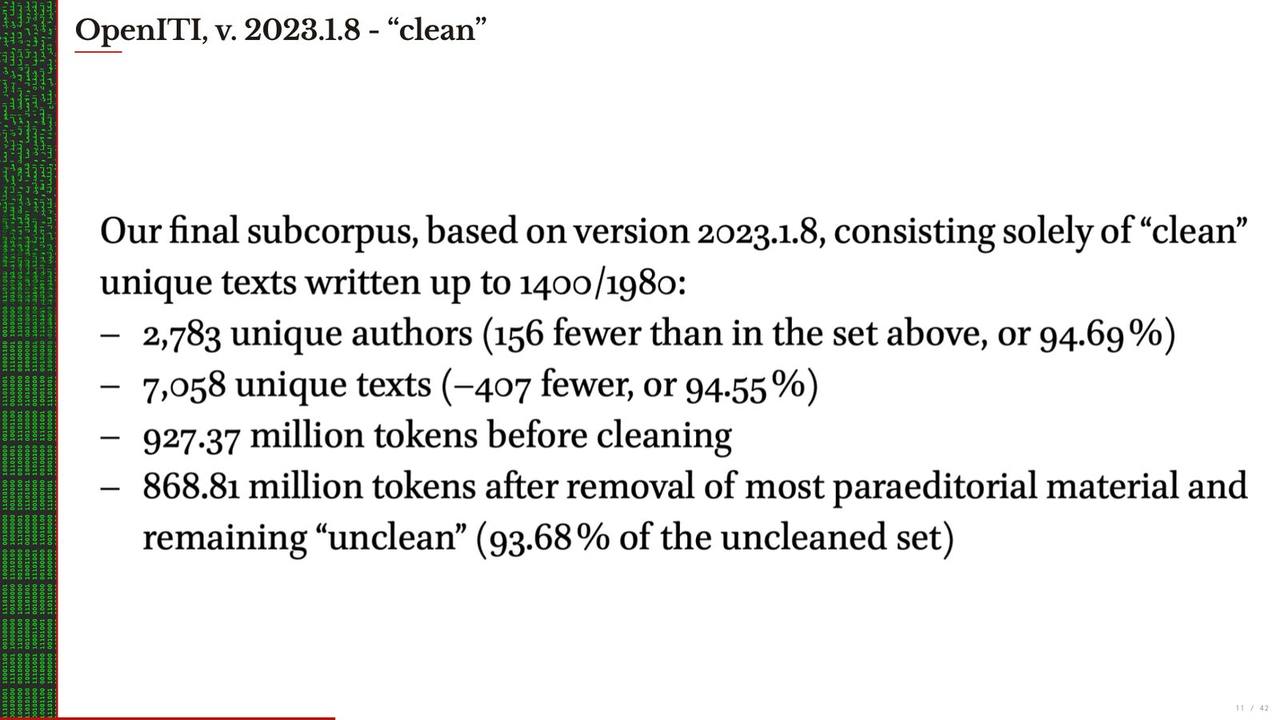 OpenITI, v. 2023.1.8 - “clean”
Our final subcorpus, based on version 2023.1.8, consisting solely of “clean”
unique texts written up to 1400/1980:
– 2,783 unique authors (156 fewer than in the set above, or 94.69%)
– 7,058 unique texts (–407 fewer, or 94.55%)
– 927.37 million tokens before cleaning
– 868.81 million tokens after removal of most paraeditorial material and
remaining “unclean” (93.68% of the uncleaned set)
11 / 42